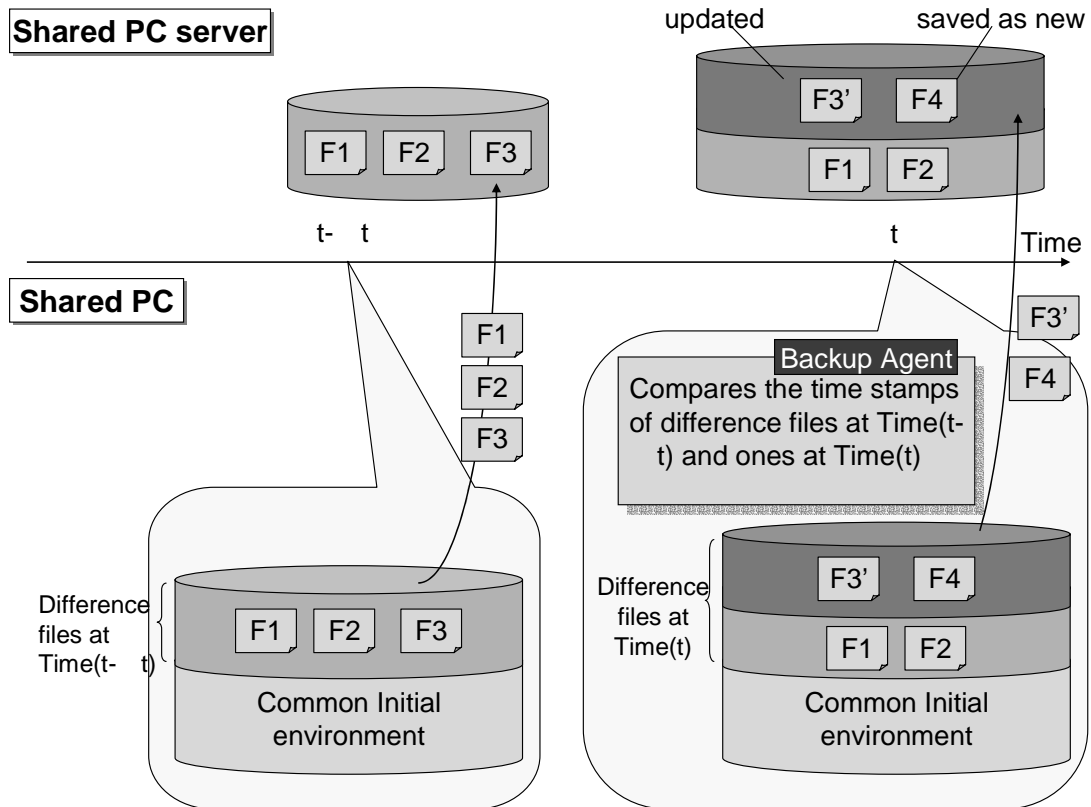 Shared PC server
updated
saved as new
F3’
F4
F1
F2
F3
F1
F2
t-  t
t
Time
Shared PC
F1
F2
F3
F3’
F4
Backup Agent
Compares the time stamps
of difference files at Time(t-
t) and ones at Time(t)
Difference
files at
Time(t-  t)
F1
F2
F3
Common Initial
environment
Difference
files at
Time(t)
F3’
F4
F1
F2
Common Initial
environment